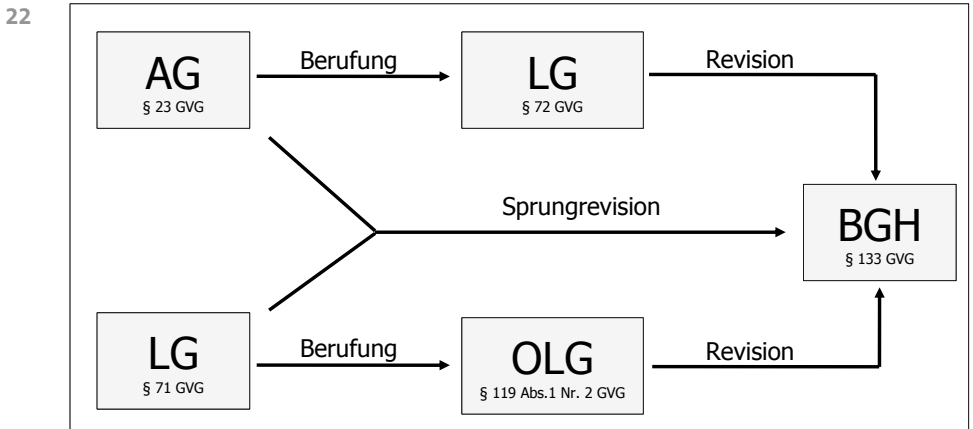 22
AG
§ 23 GVG
Berufung
LG
§ 72 GVG
Revision
Sprungrevision
BGH
§ 133 GVG
LG
§ 71 GVG
Berufung
OLG
§ 119 Abs.1 Nr. 2 GVG
Revision